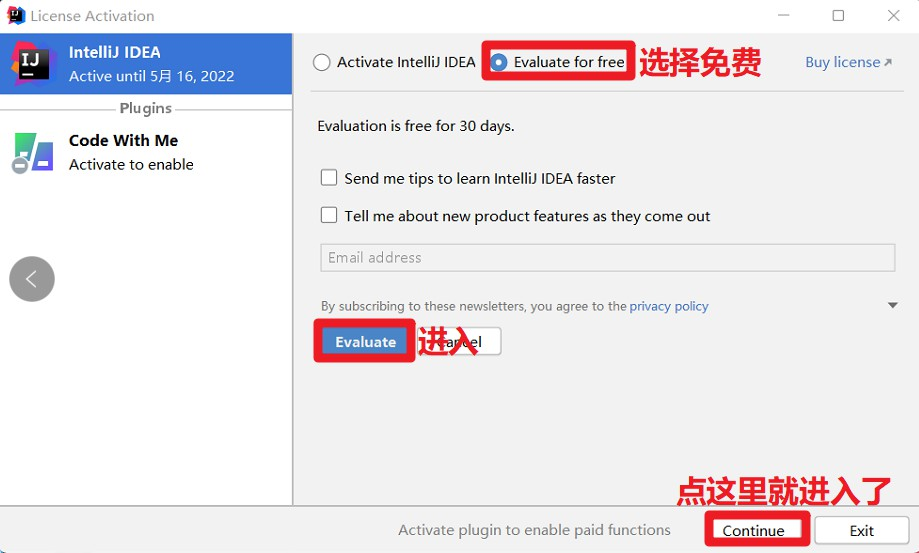 License Activation
IntelliJ IDEA
Active until 5月 16, 2022
Plugins
Code With Me
Activate to enable
Activate IntelliJ IDEA
Evaluate for free
选择免费
Buy license
Evaluation is free for 30 days.
Send me tips to learn IntelliJ IDEA faster
Tell me about new product features as they come out
Email address
By subscribing to these newsletters, you agree to the privacy policy
Evaluate
进入
Cancel
点这里就进入了
Activate plugin to enable paid functions
Continue
Exit